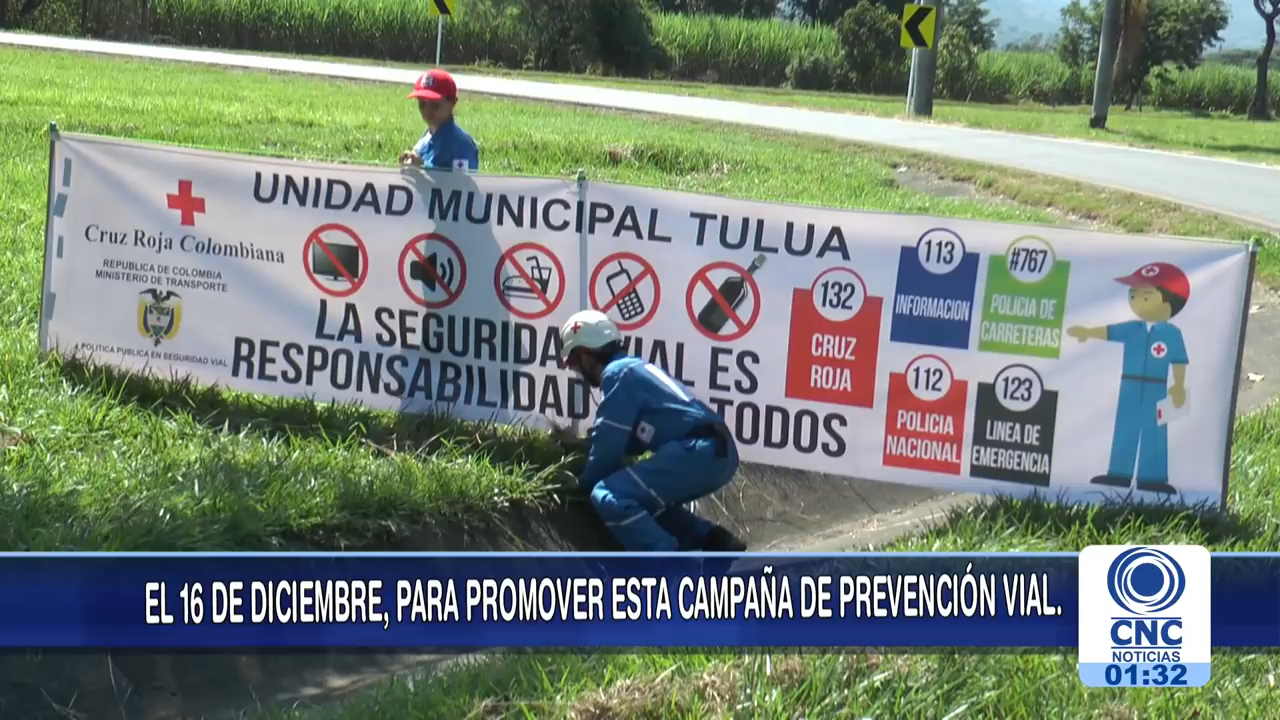 UNIDAD MUNICIPAL TULUA
Cruz Roja Colombiana
REPUBLICA DE COLOMBIA
MINISTERIO DE TRANSPORTE
POLITICA PUBLICA EN SEGURIDAD VIAL
LA SEGURIDA VIAL ES
RESPONSABILIDAD TODOS
132
CRUZ
ROJA
113
INFORMACION
#767
POLICIA DE
CARRETERAS
112
POLICIA
NACIONAL
123
LINEA DE
EMERGENCIA
EL 16 DE DICIEMBRE, PARA PROMOVER ESTA CAMPAÑA DE PREVENCIÓN VIAL.
CNC
NOTICIAS
01:32